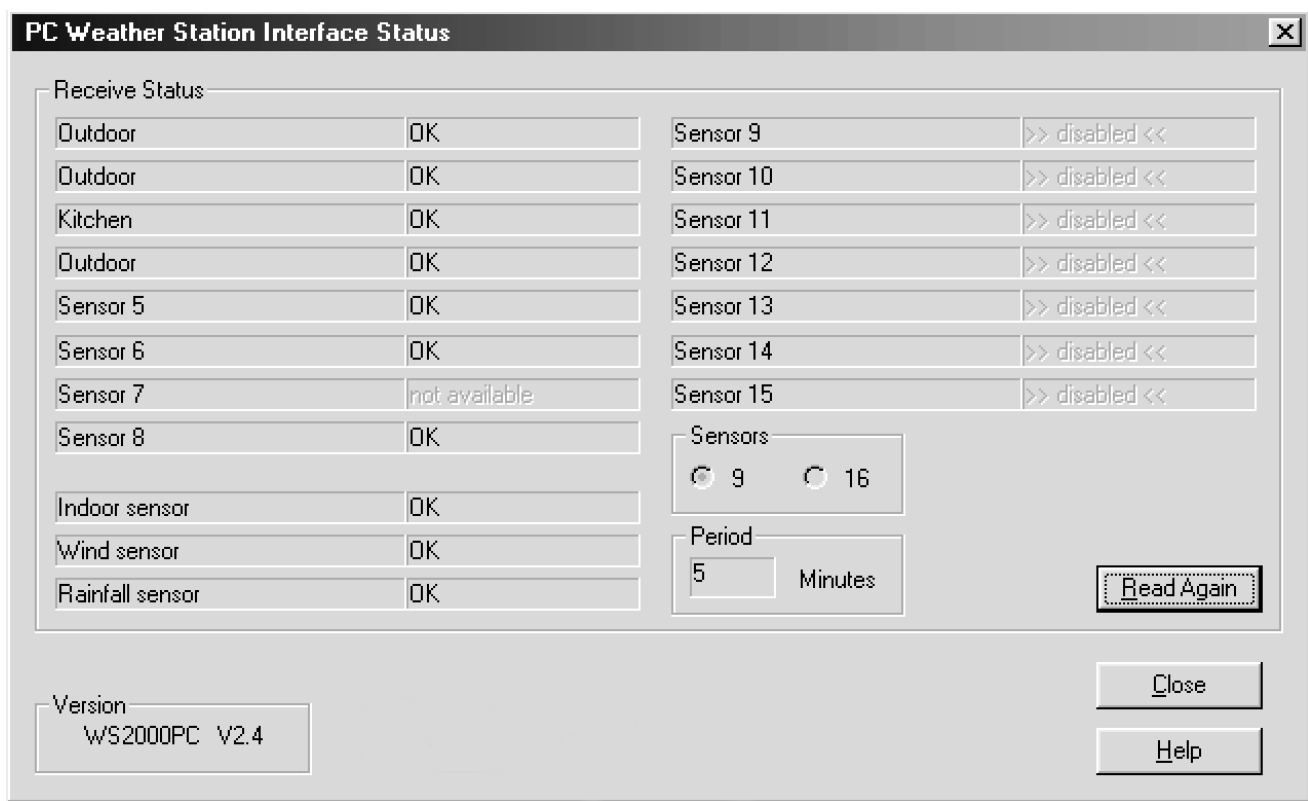 PC Weather Station Interface Status
Receive Status
Outdoor OK
Outdoor OK
Kitchen OK
Outdoor OK
Sensor 5 OK
Sensor 6 OK
Sensor 7 not available
Sensor 8 OK
Indoor sensor OK
Wind sensor OK
Rainfall sensor OK
Sensor 9 >> disabled <<
Sensor 10 >> disabled <<
Sensor 11 >> disabled <<
Sensor 12 >> disabled <<
Sensor 13 >> disabled <<
Sensor 14 >> disabled <<
Sensor 15 >> disabled <<
Sensors
9 16
Period
5 Minutes
Read Again
Version
WS2000PC V2.4
Close
Help